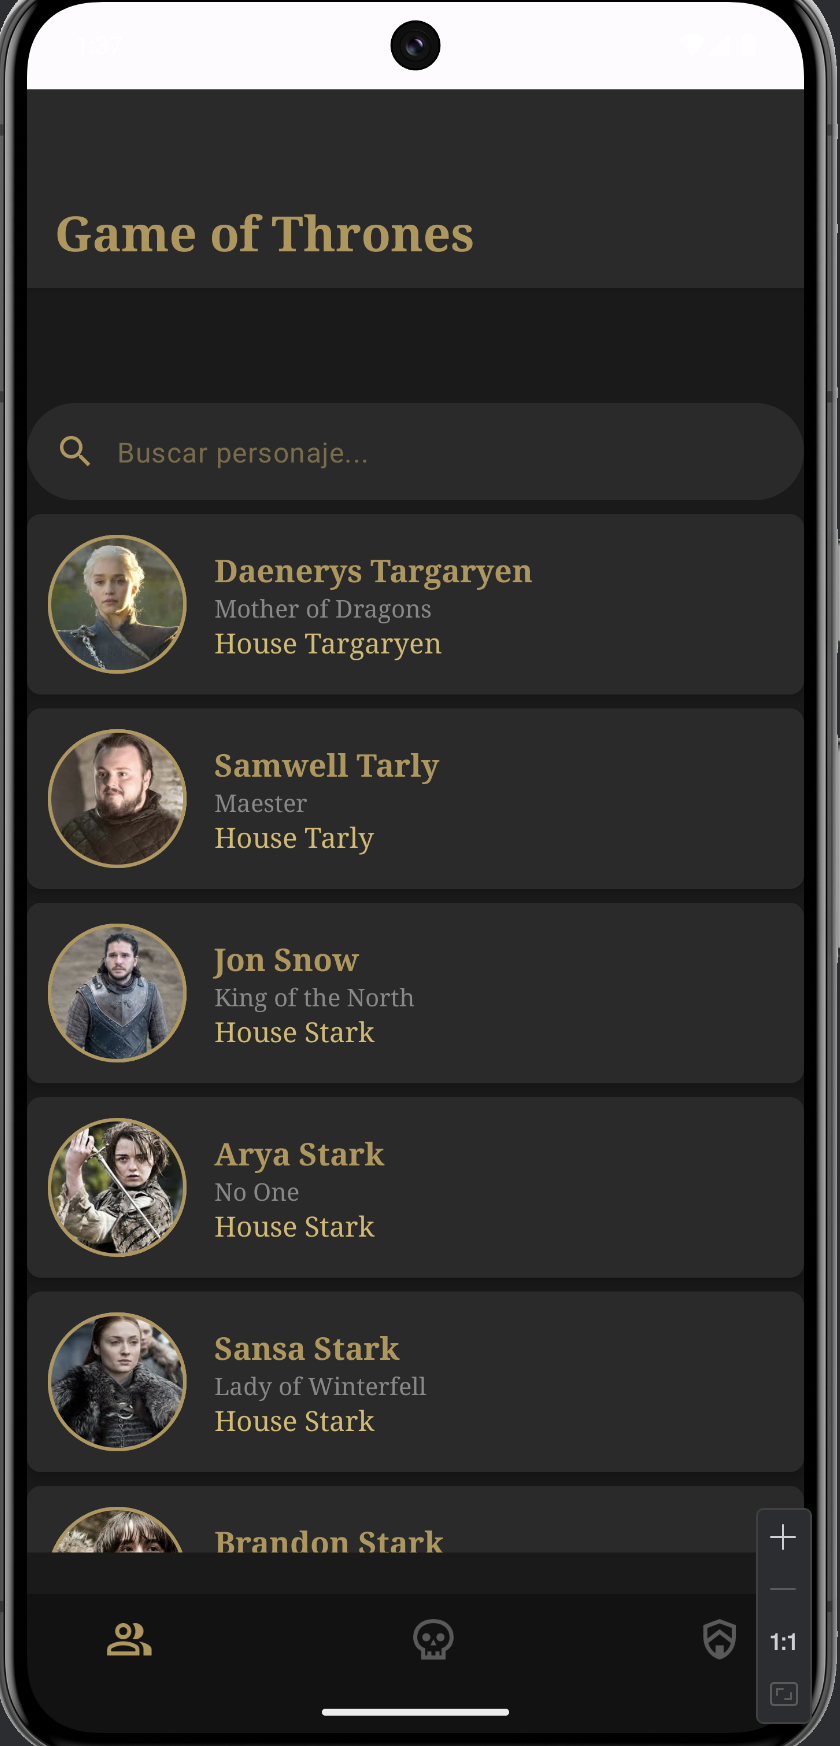 Game of Thrones
Buscar personaje...
Daenerys Targaryen
Mother of Dragons
House Targaryen
Samwell Tarly
Maester
House Tarly
Jon Snow
King of the North
House Stark
Arya Stark
No One
House Stark
Sansa Stark
Lady of Winterfell
House Stark
Brandon Stark
1:1